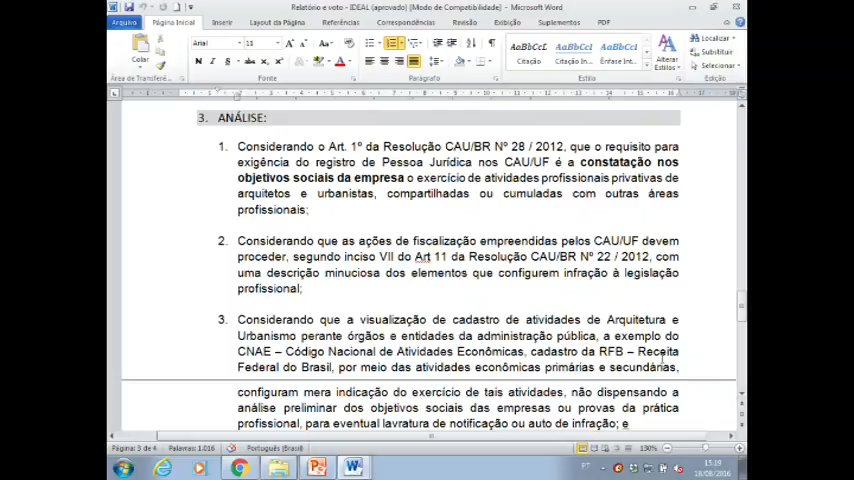 Relatório e voto - IDEAL (aprovado) [Modo de Compatibilidade] - Microsoft Word
Arquivo Página Inicial Inserir Layout da Página Referências Correspondências Revisão Exibição Suplementos PDF
Arial 11 Localizar
Colar Substituir
AaBbCcL AaBbCcL AaBbCcL
Citação Citação In... Ênfase Int... Alterar Estilos Selecionar
Área de Transferê... Fonte Parágrafo Estilo Edição
3. ANÁLISE:
1. Considerando o Art. 1º da Resolução CAU/BR Nº 28 / 2012, que o requisito para
exigência do registro de Pessoa Jurídica nos CAU/UF é a constatação nos
objetivos sociais da empresa o exercício de atividades profissionais privativas de
arquitetos e urbanistas, compartilhadas ou cumuladas com outras áreas
profissionais;
2. Considerando que as ações de fiscalização empreendidas pelos CAU/UF devem
proceder, segundo inciso VII do Art 11 da Resolução CAU/BR Nº 22 / 2012, com
uma descrição minuciosa dos elementos que configurem infração à legislação
profissional;
3. Considerando que a visualização de cadastro de atividades de Arquitetura e
Urbanismo perante órgãos e entidades da administração pública, a exemplo do
CNAE – Código Nacional de Atividades Econômicas, cadastro da RFB – Receita
Federal do Brasil, por meio das atividades econômicas primárias e secundárias,
configuram mera indicação do exercício de tais atividades, não dispensando a
análise preliminar dos objetivos sociais das empresas ou provas da prática
profissional, para eventual lavratura de notificação ou auto de infração; e
Página: 3 de 4 Palavras: 1.016 Português (Brasil) 130%
PT 15:19
18/08/2016